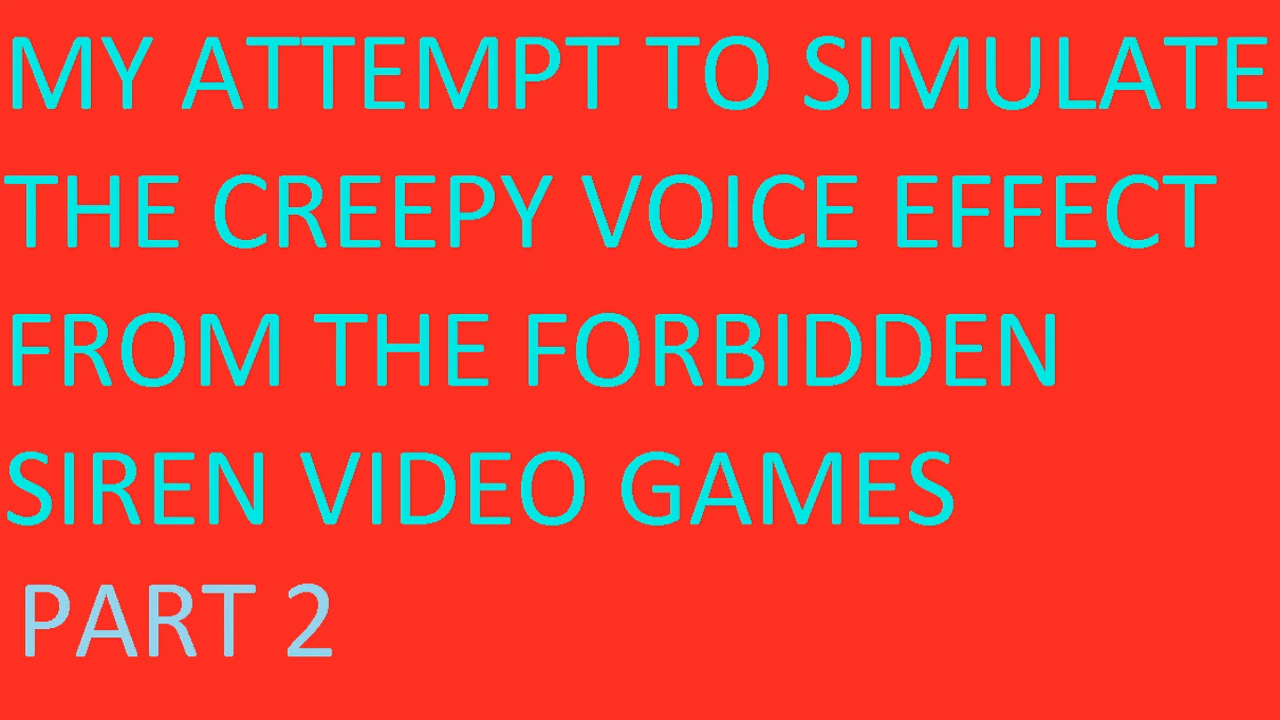 MY ATTEMPT TO SIMULATE
THE CREEPY VOICE EFFECT
FROM THE FORBIDDEN
SIREN VIDEO GAMES
PART 2